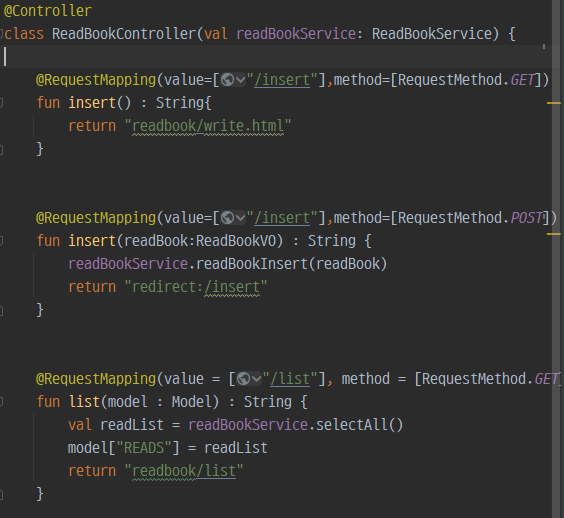 @Controller
class ReadBookController(val readBookService: ReadBookService) {
@RequestMapping(value=["/insert"],method=[RequestMethod.GET])
fun insert() : String{
return "readbook/write.html"
}
@RequestMapping(value=["/insert"],method=[RequestMethod.POST])
fun insert(readBook:ReadBookVO) : String {
readBookService.readBookInsert(readBook)
return "redirect:/insert"
}
@RequestMapping(value = ["/list"], method = [RequestMethod.GET
fun list(model : Model) : String {
val readList = readBookService.selectAll()
model["READS"] = readList
return "readbook/list"
}